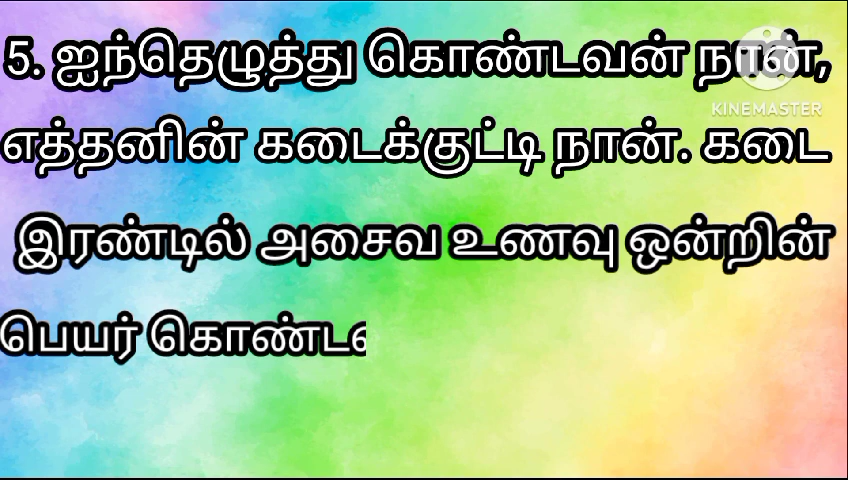 5. ஐந்தெழுத்து கொண்டவன் நான்,
KINEMASTER
எத்தனின் கடைக்குட்டி நான். கடை
இரண்டில் அசைவ உணவு ஒன்றின்
பெயர் கொண்ட